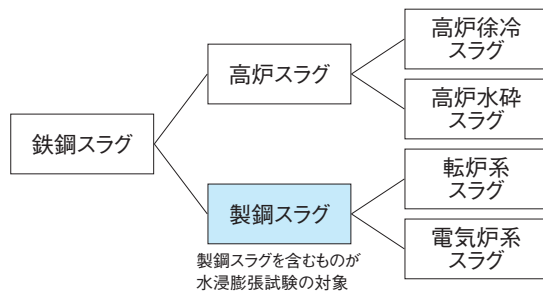 鉄鋼スラグ
高炉スラグ
高炉徐冷
スラグ
高炉水砕
スラグ
製鋼スラグ
製鋼スラグを含むものが
水浸膨張試験の対象
転炉系
スラグ
電気炉系
スラグ